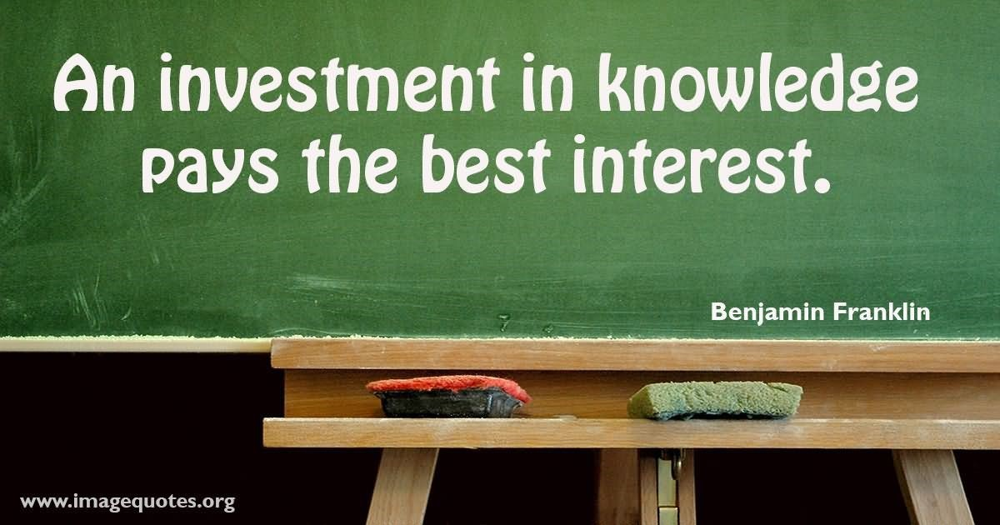 An investment in knowledge
pays the best interest.
Benjamin Franklin
www.imagequotes.org